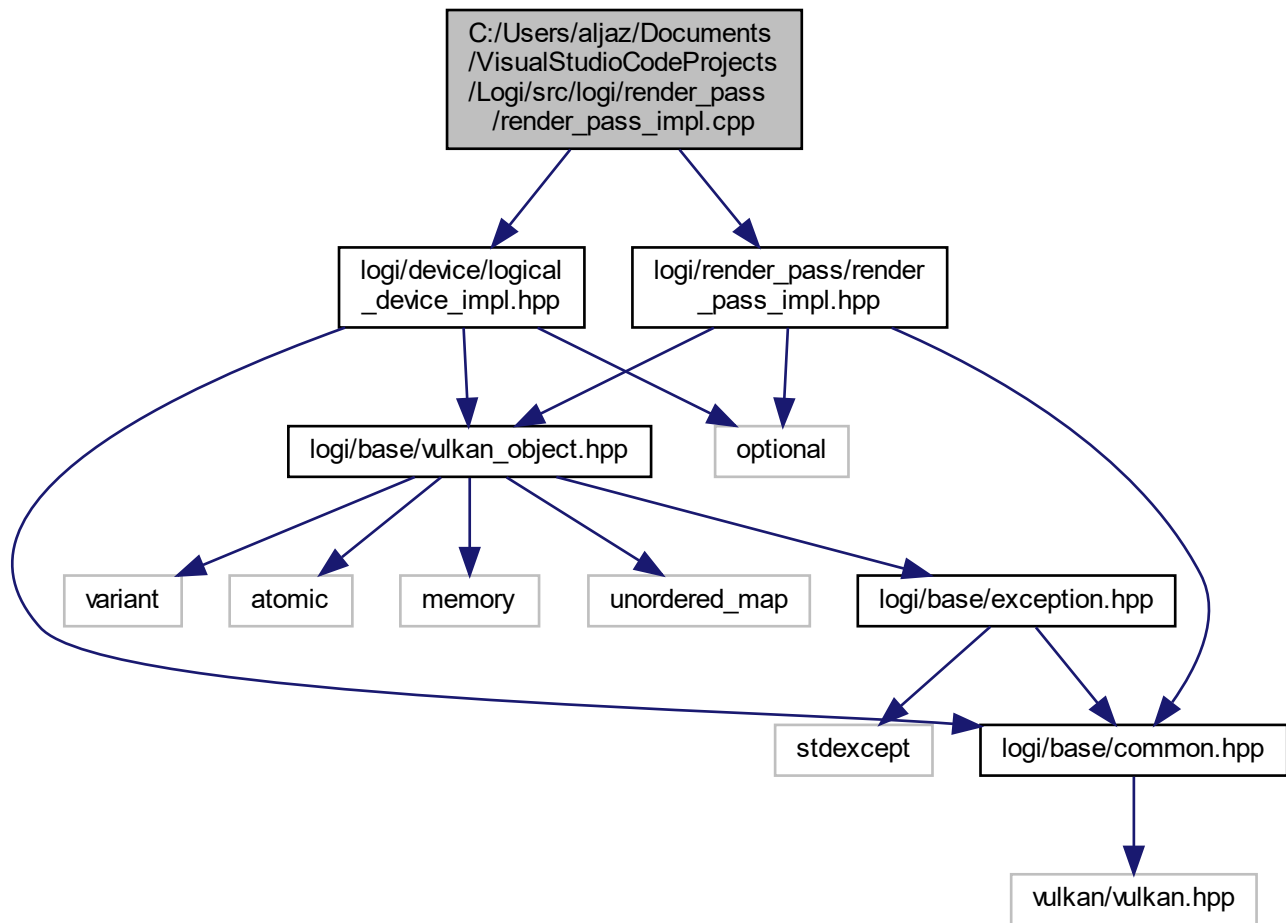 C:/Users/aljaz/Documents
/VisualStudioCodeProjects
/Logi/src/logi/render_pass
/render_pass_impl.cpp
logi/device/logical
_device_impl.hpp
logi/render_pass/render
_pass_impl.hpp
logi/base/vulkan_object.hpp
optional
variant
atomic
memory
unordered_map
logi/base/exception.hpp
stdexcept
logi/base/common.hpp
vulkan/vulkan.hpp